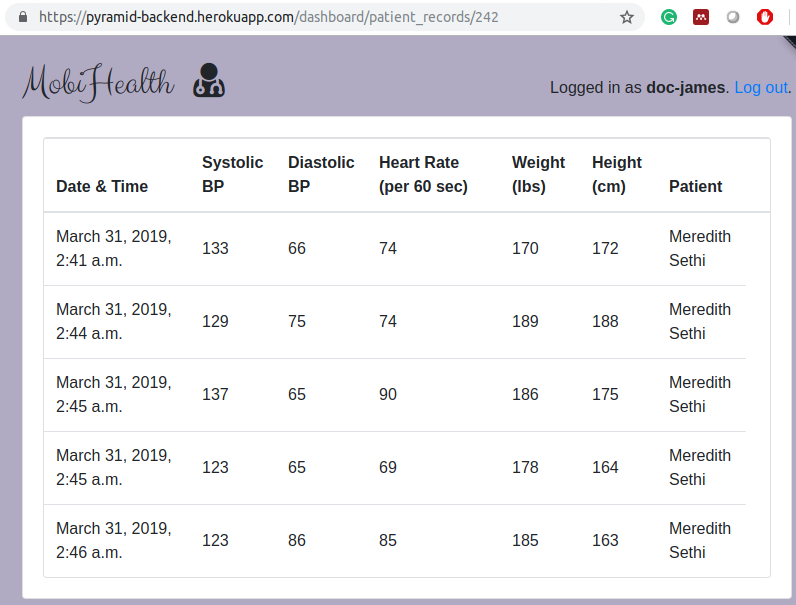 https://pyramid-backend.herokuapp.com/dashboard/patient_records/242
MobiHealth
Logged in as doc-james. Log out.
Date & Time Systolic BP Diastolic BP Heart Rate (per 60 sec) Weight (lbs) Height (cm) Patient
March 31, 2019, 2:41 a.m. 133 66 74 170 172 Meredith Sethi
March 31, 2019, 2:44 a.m. 129 75 74 189 188 Meredith Sethi
March 31, 2019, 2:45 a.m. 137 65 90 186 175 Meredith Sethi
March 31, 2019, 2:45 a.m. 123 65 69 178 164 Meredith Sethi
March 31, 2019, 2:46 a.m. 123 86 85 185 163 Meredith Sethi